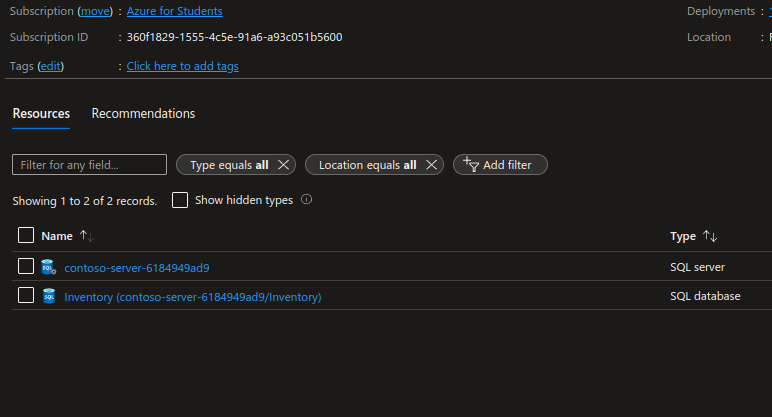 Subscription (move) : Azure for Students
Deployments :
Subscription ID : 360f1829-1555-4c5e-91a6-a93c051b5600
Location :
Tags (edit) : Click here to add tags
Resources Recommendations
Filter for any field... Type equals all Location equals all Add filter
Showing 1 to 2 of 2 records. Show hidden types
Name Type
SQL contoso-server-6184949ad9 SQL server
SQL Inventory (contoso-server-6184949ad9/Inventory) SQL database